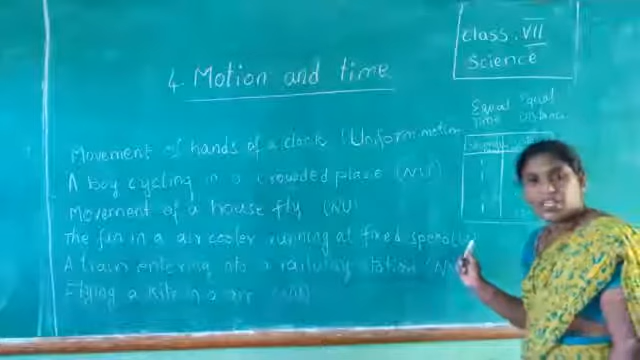 Class : VII
Science
4. Motion and time
Equal Equal
Time Distance
Movement of hands of a clock (Uniform motion
A boy cycling in a crowded place (NU)
Movement of a house fly (NU)
The fan in a air cooler running at fixed speed (U)
A train entering into a railway station (NU
Flying a kite in a air (NU)